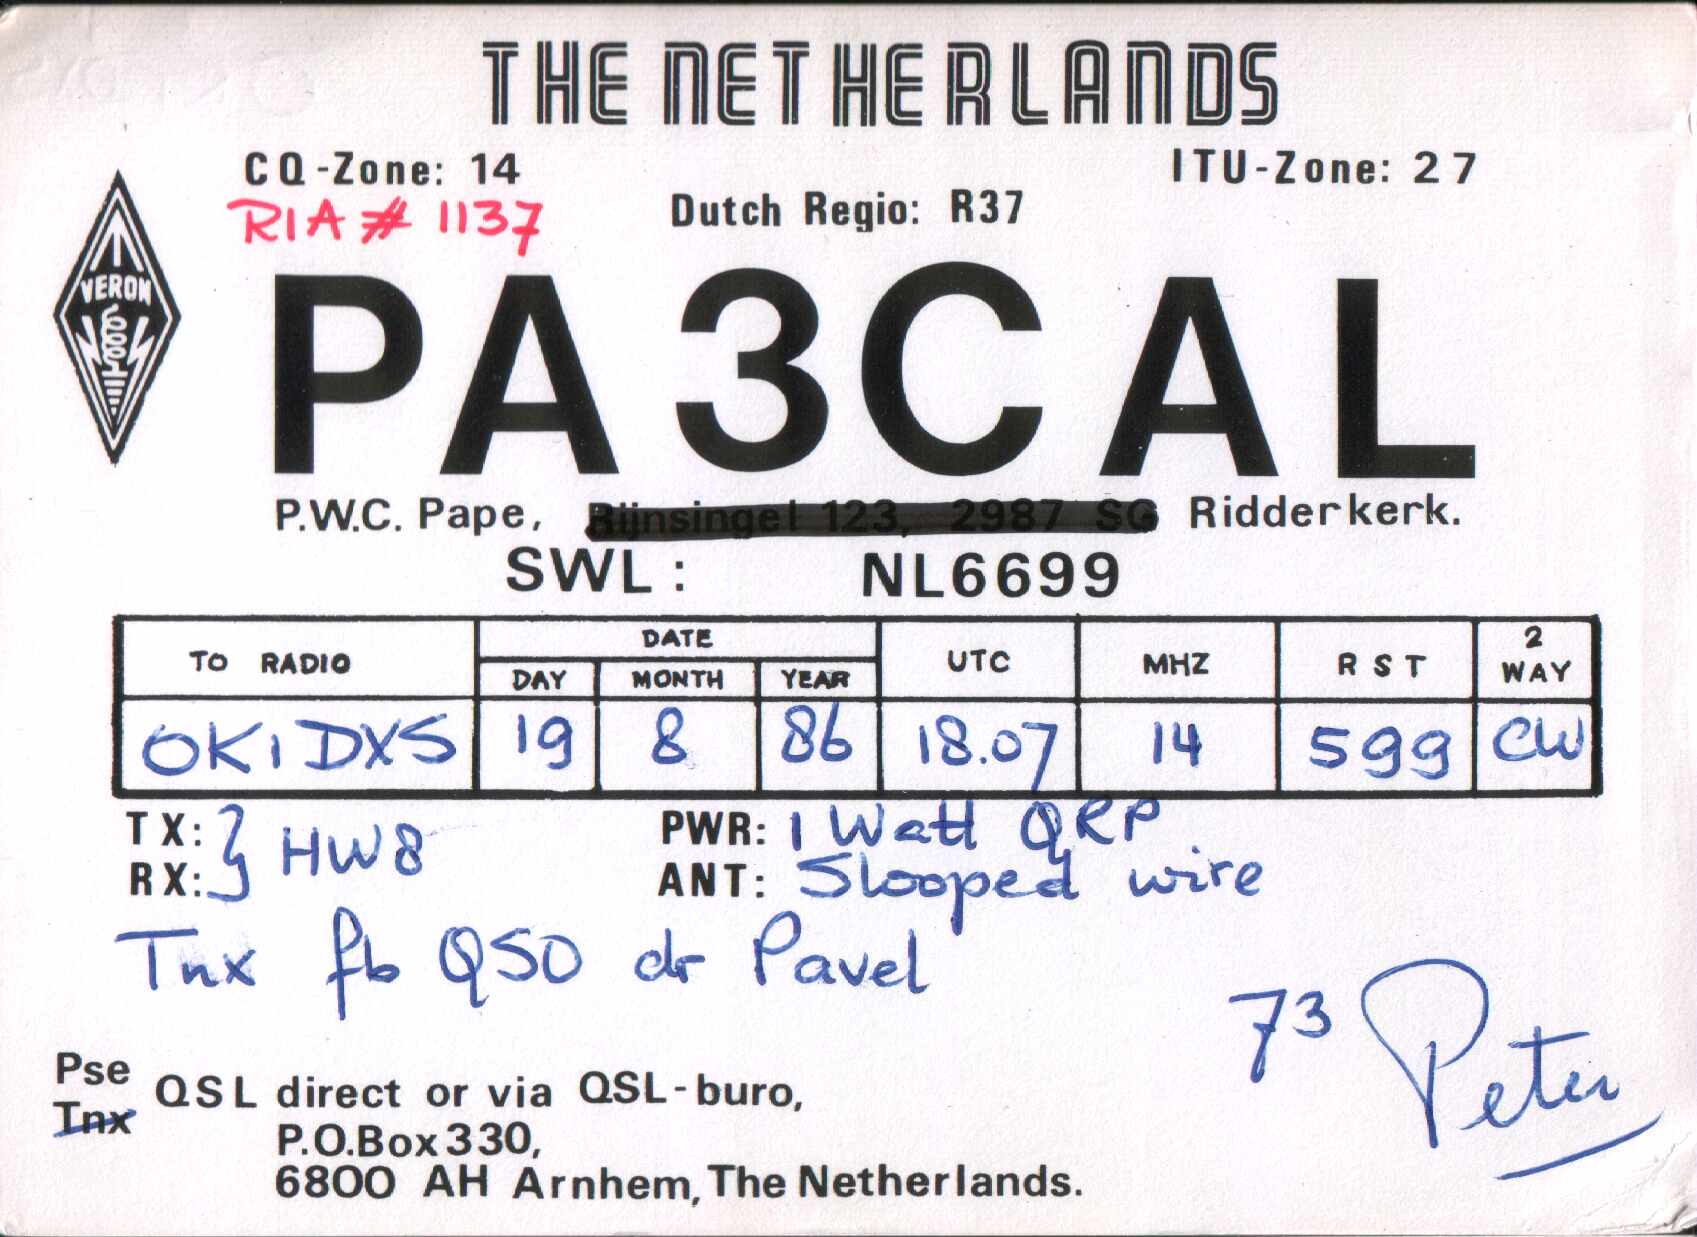 THE NETHERLANDS
CQ-Zone: 14
ITU-Zone: 27
RIA # 1137
Dutch Regio: R37
VERON
PA3CAL
P.W.C. Pape, Rijnsingel 123, 2987 SG Ridderkerk.
SWL: NL6699
TO RADIO DATE UTC MHZ RST 2 WAY
DAY MONTH YEAR
OK1DXS 19 8 86 18.07 14 599 CW
TX: } HW8 PWR: 1 Watt QRP
RX: ANT: Slooped wire
Tnx fb QSO dr Pavel
73 Peter
Pse
Tnx
QSL direct or via QSL-buro,
P.O.Box 330,
6800 AH Arnhem, The Netherlands.